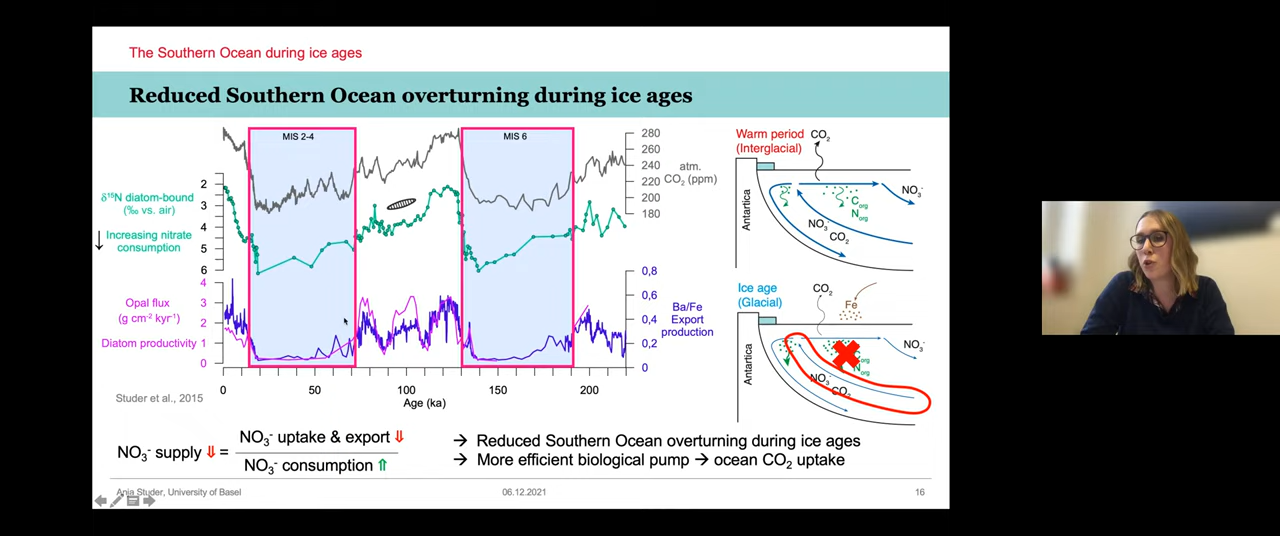 The Southern Ocean during ice ages
Reduced Southern Ocean overturning during ice ages
MIS 2-4
MIS 6
280
260
240
220
200
180
atm.
CO₂ (ppm)
2
3
4
5
6
δ¹⁵N diatom-bound
(‰ vs. air)
Increasing nitrate
consumption
4
3
2
1
0
Opal flux
(g cm⁻² kyr⁻¹)
Diatom productivity
0,8
0,6
0,4
0,2
0
Ba/Fe
Export
production
0
50
100
150
200
Age (ka)
Studer et al., 2015
Warm period
(Interglacial)
CO₂
Antartica
NO₃⁻
C org
N org
NO₃⁻
CO₂
Ice age
(Glacial)
CO₂
Fe
Antartica
NO₃⁻
C org
N org
NO₃⁻
CO₂
NO₃⁻ supply ⇓ =
NO₃⁻ uptake & export ⇓
NO₃⁻ consumption ⇑
→ Reduced Southern Ocean overturning during ice ages
→ More efficient biological pump → ocean CO₂ uptake
Anja Studer, University of Basel
06.12.2021
16